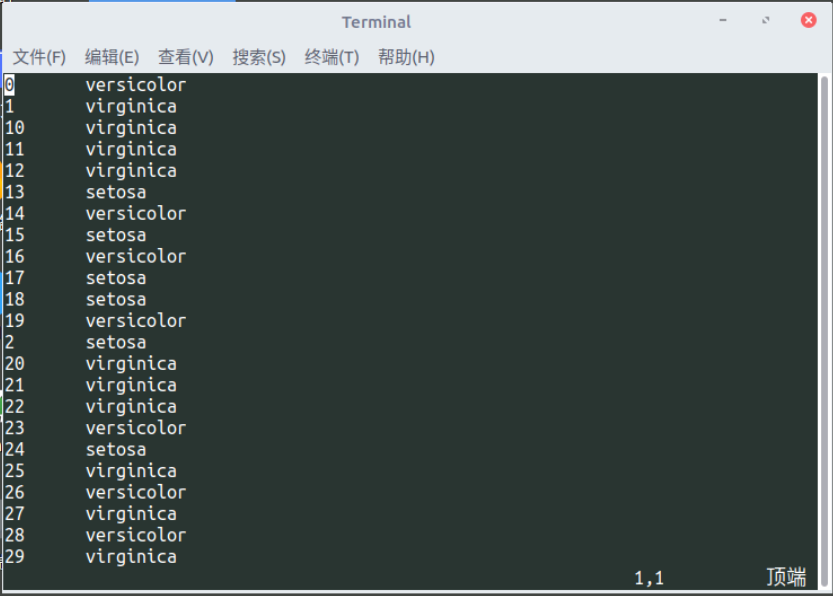 Terminal
文件(F) 编辑(E) 查看(V) 搜索(S) 终端(T) 帮助(H)
0 versicolor
1 virginica
10 virginica
11 virginica
12 virginica
13 setosa
14 versicolor
15 setosa
16 versicolor
17 setosa
18 setosa
19 versicolor
2 setosa
20 virginica
21 virginica
22 virginica
23 versicolor
24 setosa
25 virginica
26 versicolor
27 virginica
28 versicolor
29 virginica
1,1 顶端